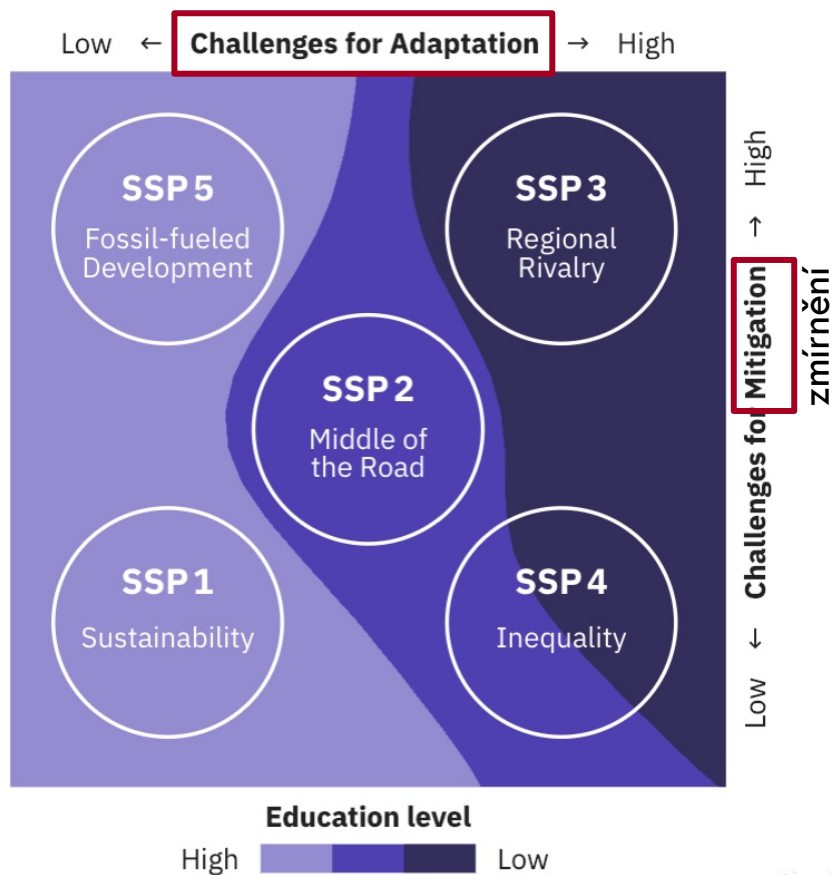 Low ← Challenges for Adaptation → High
SSP 5
Fossil-fueled
Development
SSP 3
Regional
Rivalry
SSP 2
Middle of
the Road
SSP 1
Sustainability
SSP 4
Inequality
Low ← Challenges for Mitigation → High
zmírnění
Education level
High Low